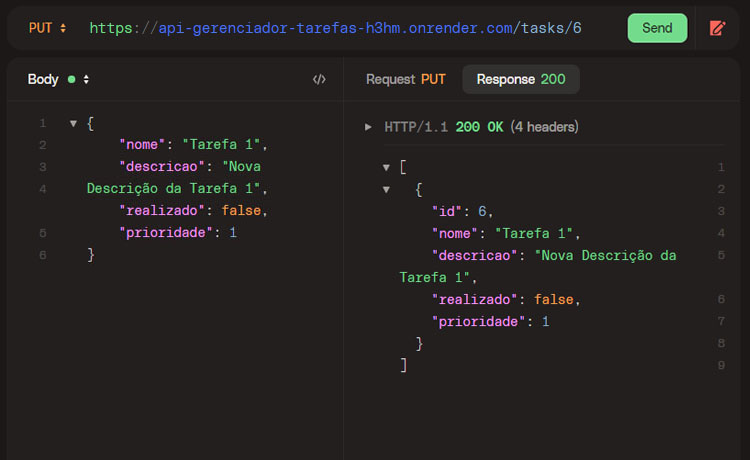 PUT https://api-gerenciador-tarefas-h3hm.onrender.com/tasks/6 Send
Body </> Request PUT Response 200
1 {
2 "nome": "Tarefa 1",
3 "descricao": "Nova
4 Descrição da Tarefa 1",
"realizado": false,
5 "prioridade": 1
6 }
HTTP/1.1 200 OK (4 headers)
[ 1
{ 2
"id": 6, 3
"nome": "Tarefa 1", 4
"descricao": "Nova Descrição da 5
Tarefa 1",
"realizado": false, 6
"prioridade": 1 7
} 8
] 9